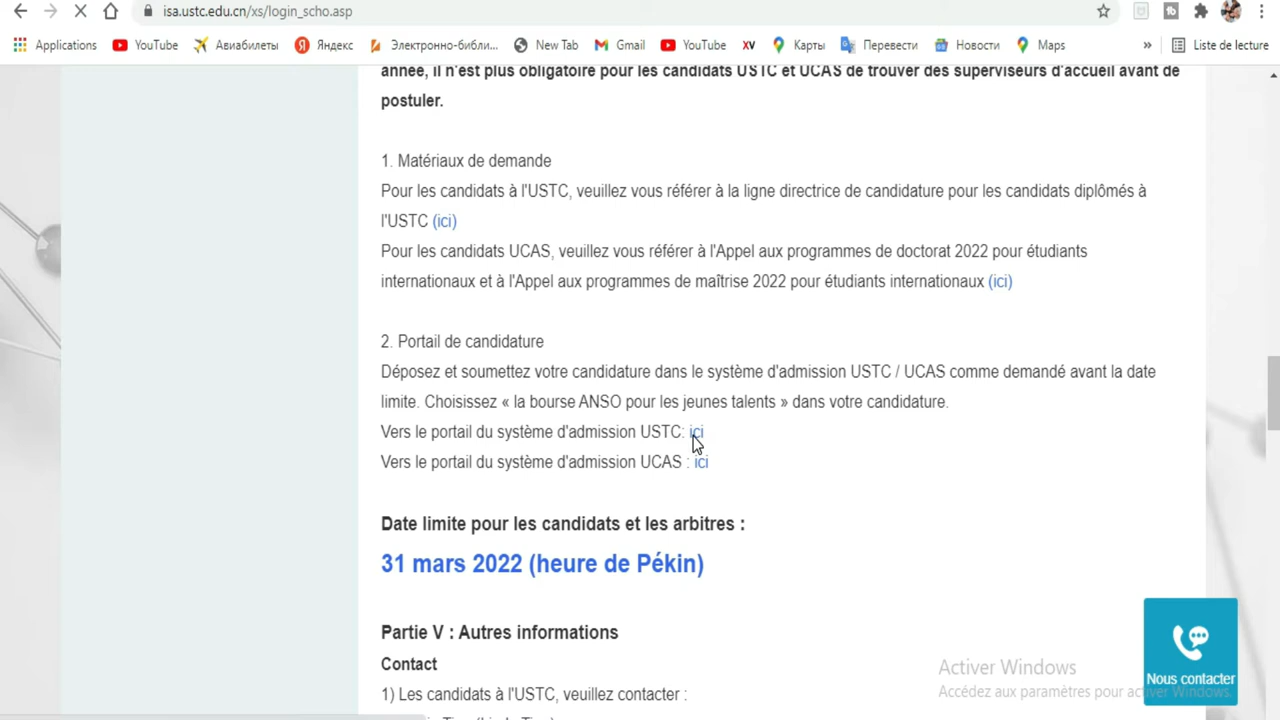 isa.ustc.edu.cn/xs/login_scho.asp
Applications YouTube Авиабилеты Яндекс Электронно-библи... New Tab Gmail YouTube XV Карты Перевести Новости Maps » Liste de lecture
année, il n'est plus obligatoire pour les candidats USTC et UCAS de trouver des superviseurs d'accueil avant de
postuler.
1. Matériaux de demande
Pour les candidats à l'USTC, veuillez vous référer à la ligne directrice de candidature pour les candidats diplômés à
l'USTC (ici)
Pour les candidats UCAS, veuillez vous référer à l'Appel aux programmes de doctorat 2022 pour étudiants
internationaux et à l'Appel aux programmes de maîtrise 2022 pour étudiants internationaux (ici)
2. Portail de candidature
Déposez et soumettez votre candidature dans le système d'admission USTC / UCAS comme demandé avant la date
limite. Choisissez « la bourse ANSO pour les jeunes talents » dans votre candidature.
Vers le portail du système d'admission USTC: ici
Vers le portail du système d'admission UCAS : ici
Date limite pour les candidats et les arbitres :
31 mars 2022 (heure de Pékin)
Partie V : Autres informations
Contact
1) Les candidats à l'USTC, veuillez contacter :
Nous contacter
Activer Windows
Accédez aux paramètres pour activer Windows.